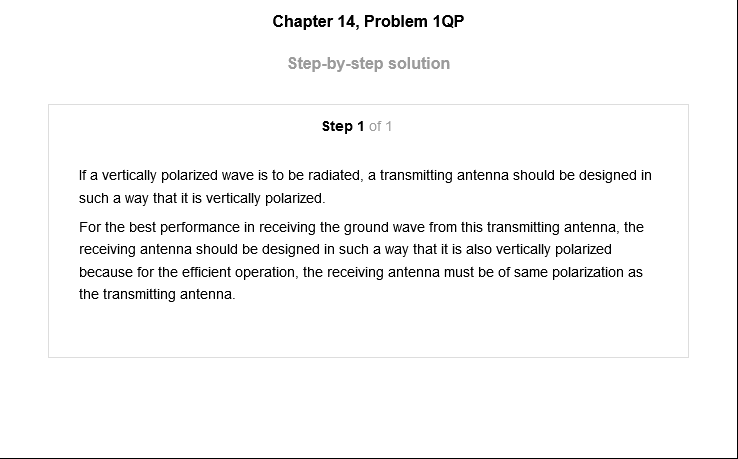 Chapter 14, Problem 1QP
Step-by-step solution
Step 1 of 1
If a vertically polarized wave is to be radiated, a transmitting antenna should be designed in
such a way that it is vertically polarized.
For the best performance in receiving the ground wave from this transmitting antenna, the
receiving antenna should be designed in such a way that it is also vertically polarized
because for the efficient operation, the receiving antenna must be of same polarization as
the transmitting antenna.